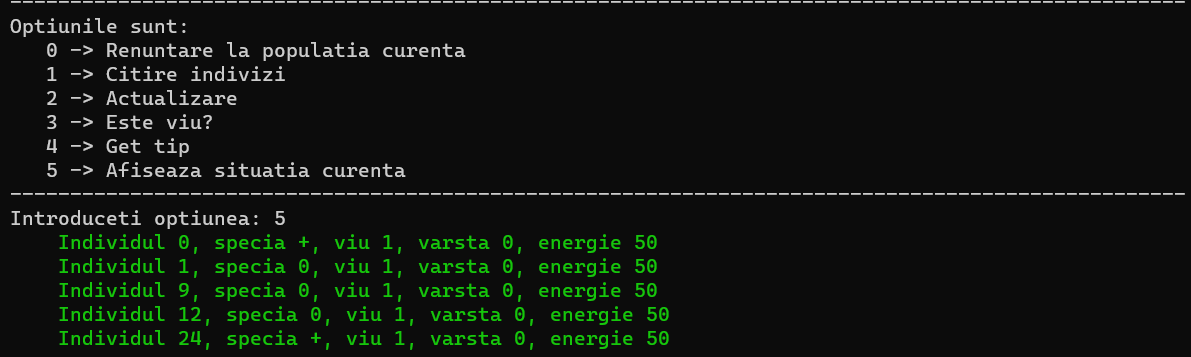 Optiunile sunt:
0 -> Renuntare la populatia curenta
1 -> Citire indivizi
2 -> Actualizare
3 -> Este viu?
4 -> Get tip
5 -> Afiseaza situatia curenta
Introduceti optiunea: 5
Individul 0, specia +, viu 1, varsta 0, energie 50
Individul 1, specia 0, viu 1, varsta 0, energie 50
Individul 9, specia 0, viu 1, varsta 0, energie 50
Individul 12, specia 0, viu 1, varsta 0, energie 50
Individul 24, specia +, viu 1, varsta 0, energie 50